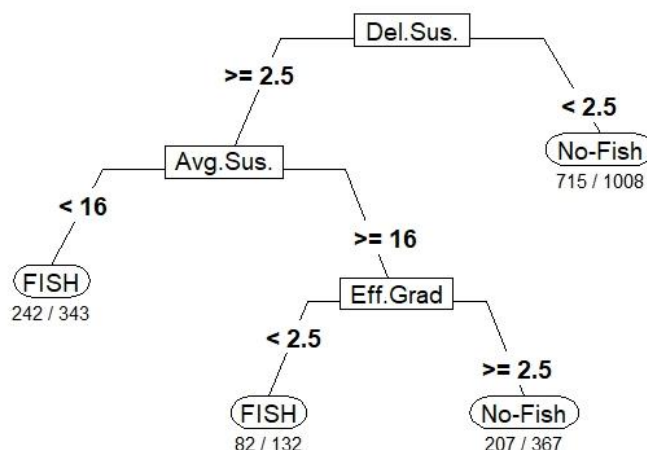 Del.Sus.
>= 2.5
< 2.5
Avg.Sus.
No-Fish
715 / 1008
< 16
>= 16
FISH
242 / 343
Eff.Grad
< 2.5
>= 2.5
FISH
No-Fish
82 / 132
207 / 367